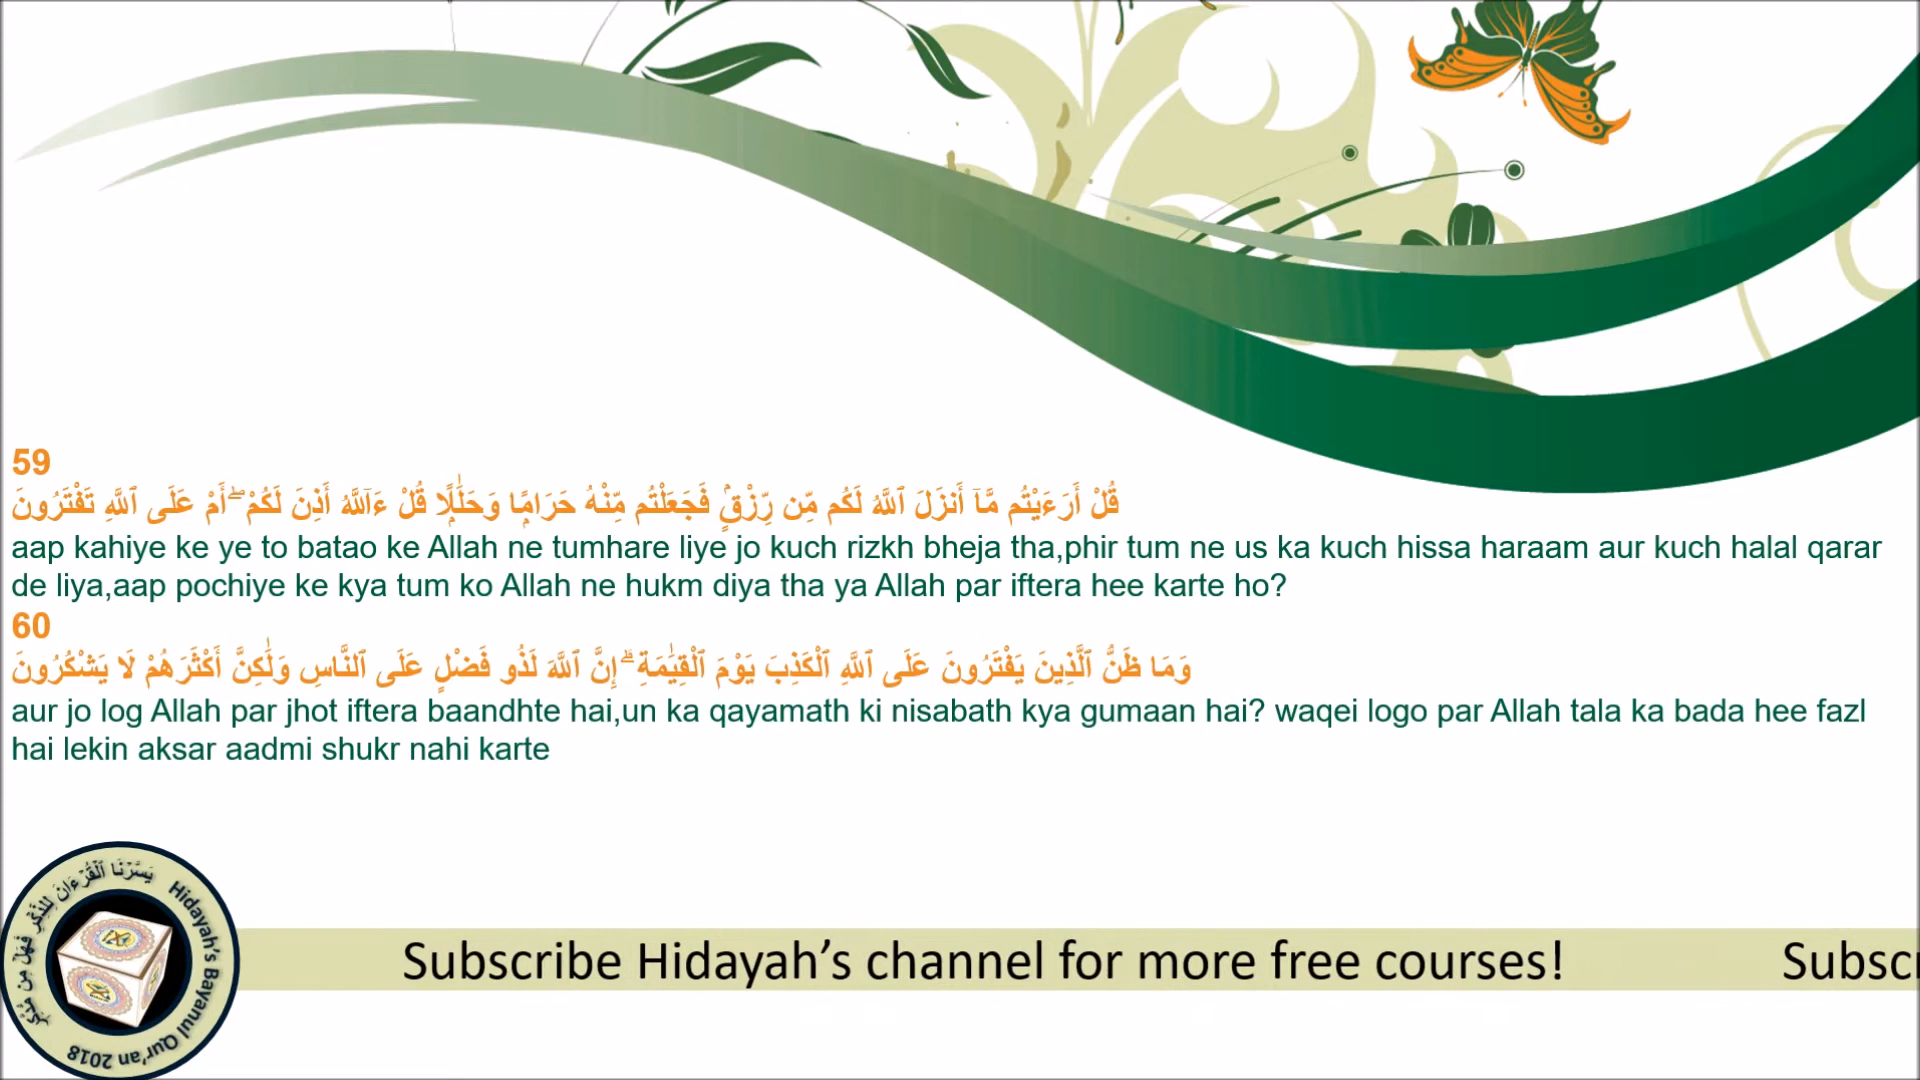 59
قُلْ أَرَءَيْتُم مَّآ أَنزَلَ ٱللَّهُ لَكُم مِّن رِّزْقٍۢ فَجَعَلْتُم مِّنْهُ حَرَامًۭا وَحَلَٰلًۭا قُلْ ءَآللَّهُ أَذِنَ لَكُمْ ۖ أَمْ عَلَى ٱللَّهِ تَفْتَرُونَ
aap kahiye ke ye to batao ke Allah ne tumhare liye jo kuch rizkh bheja tha,phir tum ne us ka kuch hissa haraam aur kuch halal qarar
de liya,aap pochiye ke kya tum ko Allah ne hukm diya tha ya Allah par iftera hee karte ho?
60
وَمَا ظَنُّ ٱلَّذِينَ يَفْتَرُونَ عَلَى ٱللَّهِ ٱلْكَذِبَ يَوْمَ ٱلْقِيَٰمَةِ ۗ إِنَّ ٱللَّهَ لَذُو فَضْلٍ عَلَى ٱلنَّاسِ وَلَٰكِنَّ أَكْثَرَهُمْ لَا يَشْكُرُونَ
aur jo log Allah par jhot iftera baandhte hai,un ka qayamath ki nisabath kya gumaan hai? waqei logo par Allah tala ka bada hee fazl
hai lekin aksar aadmi shukr nahi karte
يَسَّرْنَا ٱلْقُرْءَانَ لِلذِّكْرِ فَهَلْ مِن مُّدَّكِرٍ
Hidayah's Bayanul Qur'an 2018
Subscribe Hidayah’s channel for more free courses! Subscr